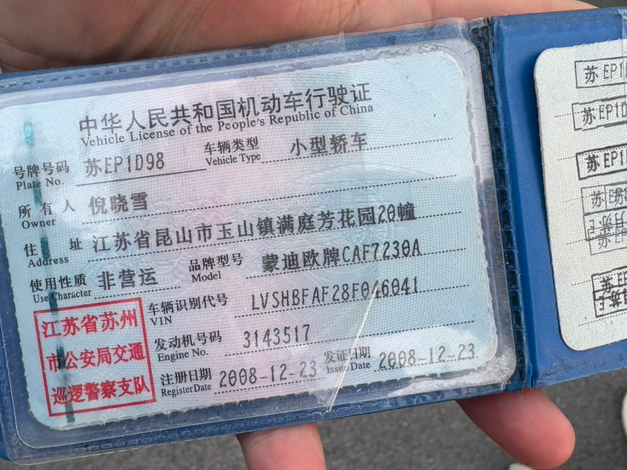 中华人民共和国机动车行驶证
Vehicle License of the People's Republic of China
号牌号码 苏EP1D98 车辆类型 小型轿车
Plate No. Vehicle Type
所有人 倪晓雪
Owner
住址 江苏省昆山市玉山镇满庭芳花园20幢
Address
使用性质 非营运 品牌型号 蒙迪欧牌CAF7230A
Use Character Model
江苏省苏州
市公安局交通
巡逻警察支队
车辆识别代号 LVSHBFAF28F046041
VIN
发动机号码 3143517
Engine No.
注册日期 2008-12-23 发证日期 2008-12-23
Register Date Issue Date
苏EP1
苏EP1D
苏EP1